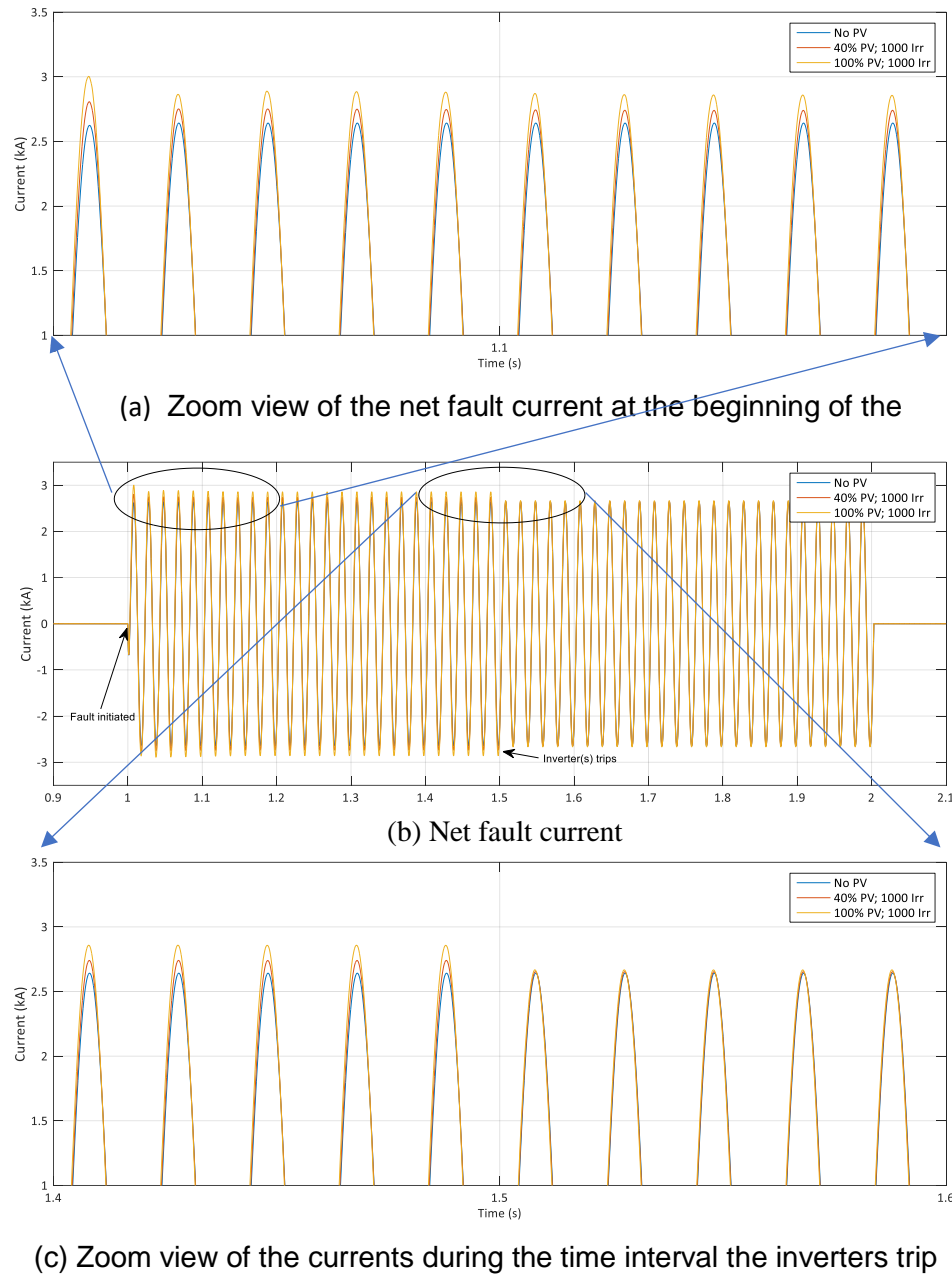 3.5
3
2.5
2
1.5
1
Current (kA)
No PV
40% PV; 1000 Irr
100% PV; 1000 Irr
1.1
Time (s)
(a) Zoom view of the net fault current at the beginning of the
3
2
1
0
-1
-2
-3
Current (kA)
No PV
40% PV; 1000 Irr
100% PV; 1000 Irr
Fault initiated
Inverter(s) trips
0.9 1 1.1 1.2 1.3 1.4 1.5 1.6 1.7 1.8 1.9 2 2.1
(b) Net fault current
3.5
3
2.5
2
1.5
1
Current (kA)
No PV
40% PV; 1000 Irr
100% PV; 1000 Irr
1.4 1.5 1.6
Time (s)
(c) Zoom view of the currents during the time interval the inverters trip